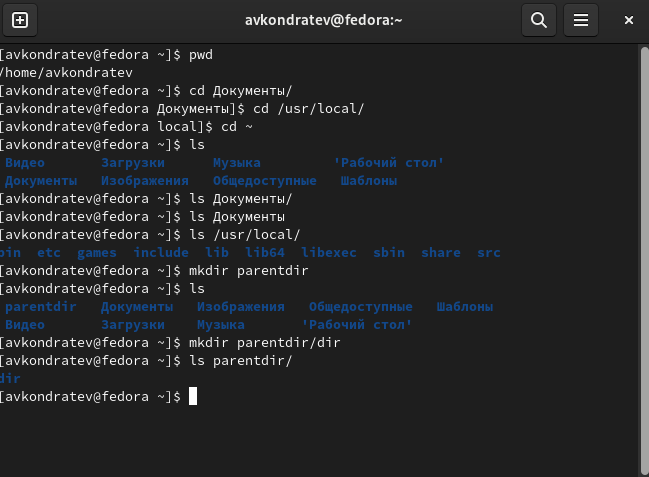 avkondratev@fedora:~
[avkondratev@fedora ~]$ pwd
/home/avkondratev
[avkondratev@fedora ~]$ cd Документы/
[avkondratev@fedora Документы]$ cd /usr/local/
[avkondratev@fedora local]$ cd ~
[avkondratev@fedora ~]$ ls
Видео Загрузки Музыка 'Рабочий стол'
Документы Изображения Общедоступные Шаблоны
[avkondratev@fedora ~]$ ls Документы/
[avkondratev@fedora ~]$ ls Документы
[avkondratev@fedora ~]$ ls /usr/local/
bin etc games include lib lib64 libexec sbin share src
[avkondratev@fedora ~]$ mkdir parentdir
[avkondratev@fedora ~]$ ls
parentdir Документы Изображения Общедоступные Шаблоны
Видео Загрузки Музыка 'Рабочий стол'
[avkondratev@fedora ~]$ mkdir parentdir/dir
[avkondratev@fedora ~]$ ls parentdir/
dir
[avkondratev@fedora ~]$